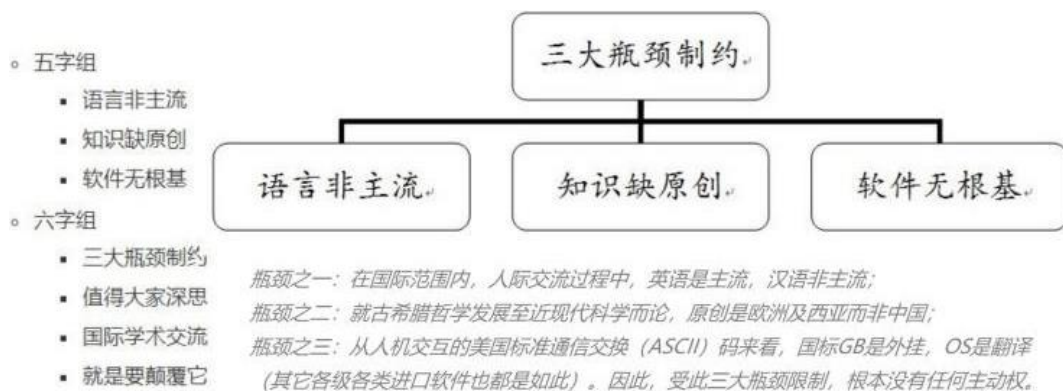 五字组
语言非主流
知识缺原创
软件无根基
六字组
三大瓶颈制约
值得大家深思
国际学术交流
就是要颠覆它
三大瓶颈制约
语言非主流
知识缺原创
软件无根基
瓶颈之一：在国际范围内，人际交流过程中，英语是主流，汉语非主流；
瓶颈之二：就古希腊哲学发展至近现代科学而论，原创是欧洲及西亚而非中国；
瓶颈之三：从人机交互的美国标准通信交换（ASCII）码来看，国标GB是外挂，OS是翻译
（其它各级各类进口软件也都是如此）。因此，受此三大瓶颈限制，根本没有任何主动权。